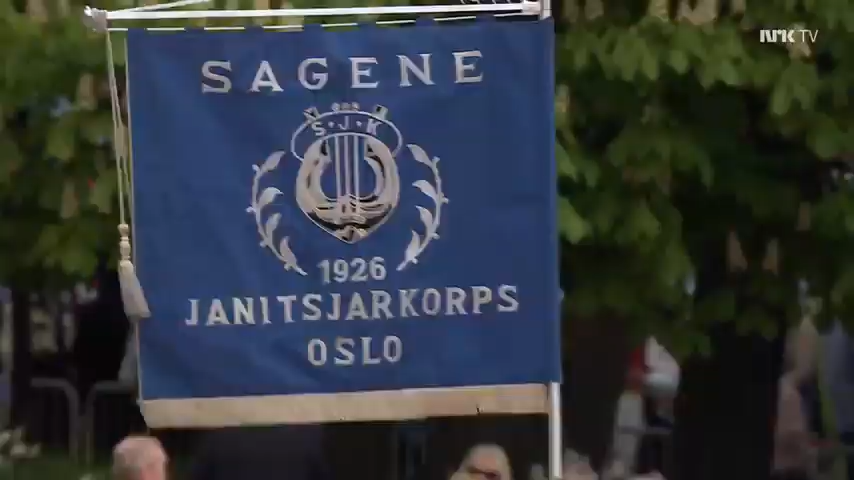 NRK TV
SAGENE
S·J·K
1926
JANITSJARKORPS
OSLO